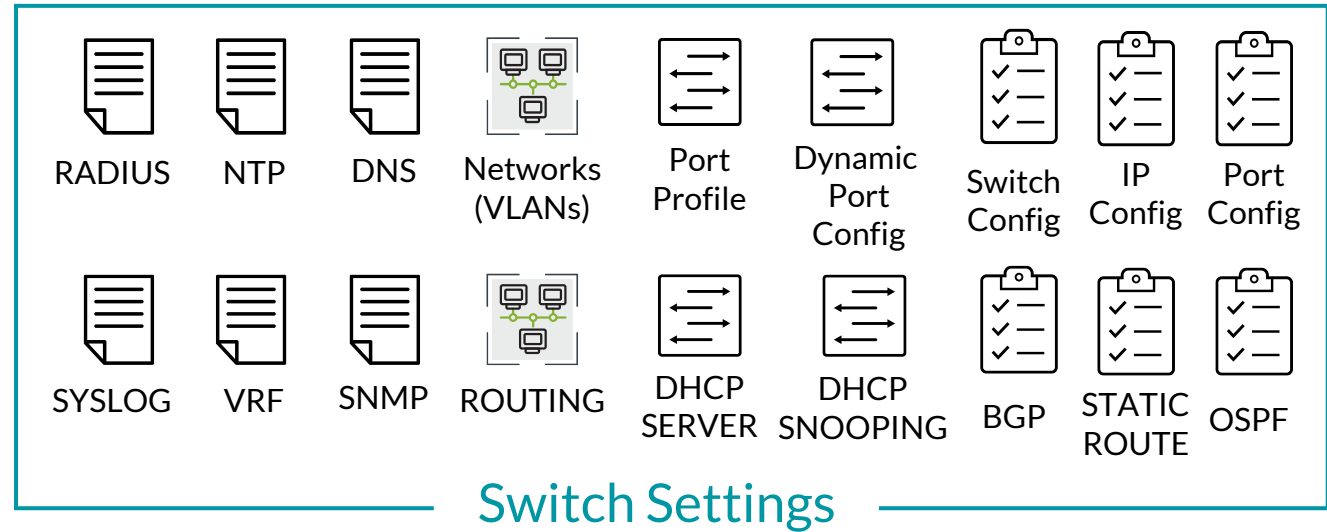 RADIUS
NTP
DNS
Networks
(VLANs)
Port
Profile
Dynamic
Port
Config
Switch
Config
IP
Config
Port
Config
SYSLOG
VRF
SNMP
ROUTING
DHCP
SERVER
DHCP
SNOOPING
BGP
STATIC
ROUTE
OSPF
Switch Settings